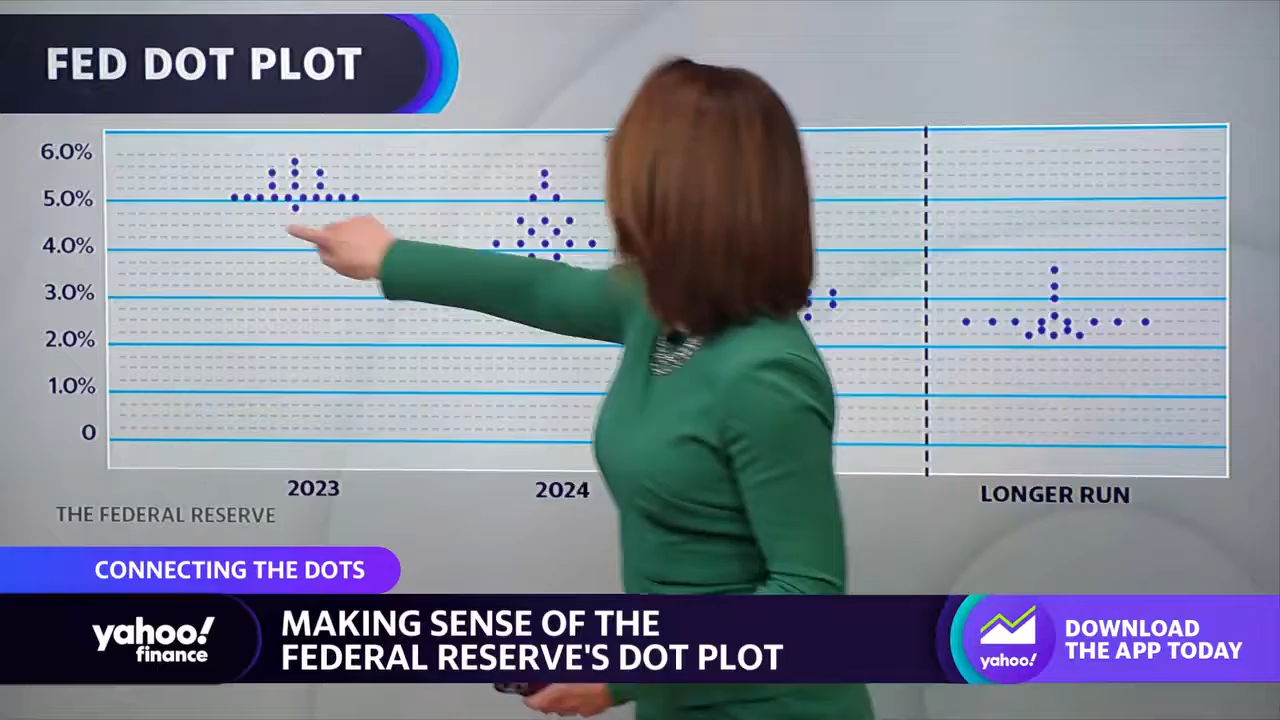 FED DOT PLOT
6.0%
5.0%
4.0%
3.0%
2.0%
1.0%
0
2023
2024
LONGER RUN
THE FEDERAL RESERVE
CONNECTING THE DOTS
yahoo!
finance
MAKING SENSE OF THE
FEDERAL RESERVE'S DOT PLOT
yahoo!
DOWNLOAD
THE APP TODAY